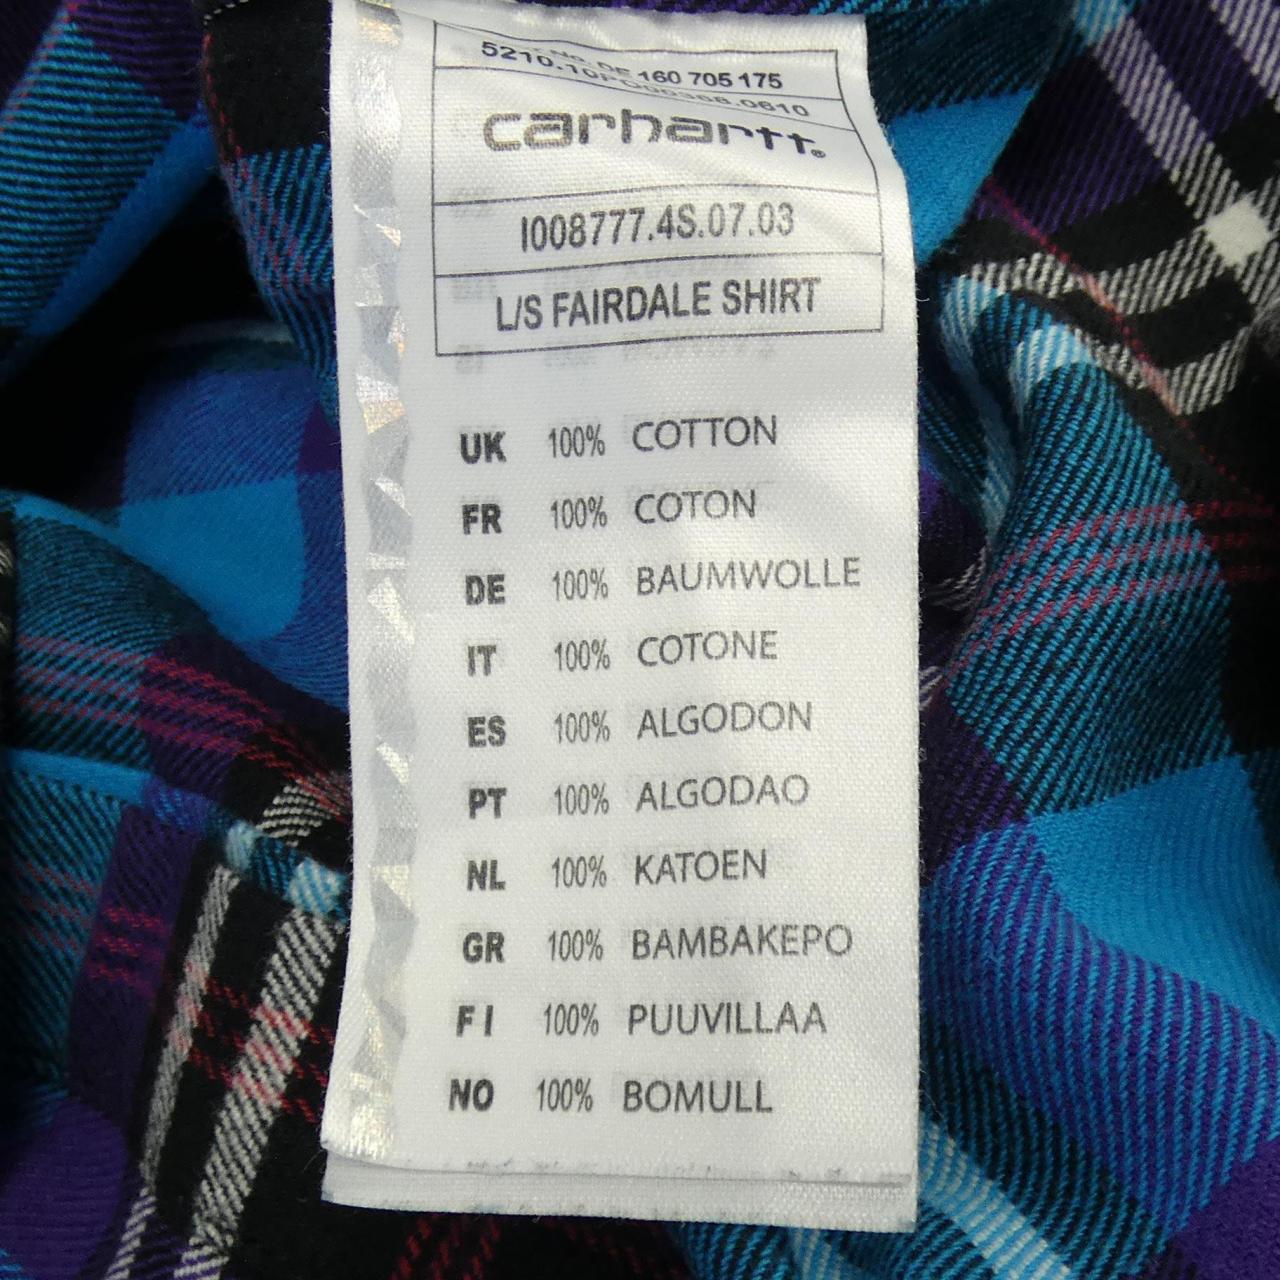 DE 160 705 175
carhartt®
I008777.4S.07.03
L/S FAIRDALE SHIRT
UK 100% COTTON
FR 100% COTON
DE 100% BAUMWOLLE
IT 100% COTONE
ES 100% ALGODON
PT 100% ALGODAO
NL 100% KATOEN
GR 100% BAMBAKEPO
FI 100% PUUVILLAA
NO 100% BOMULL